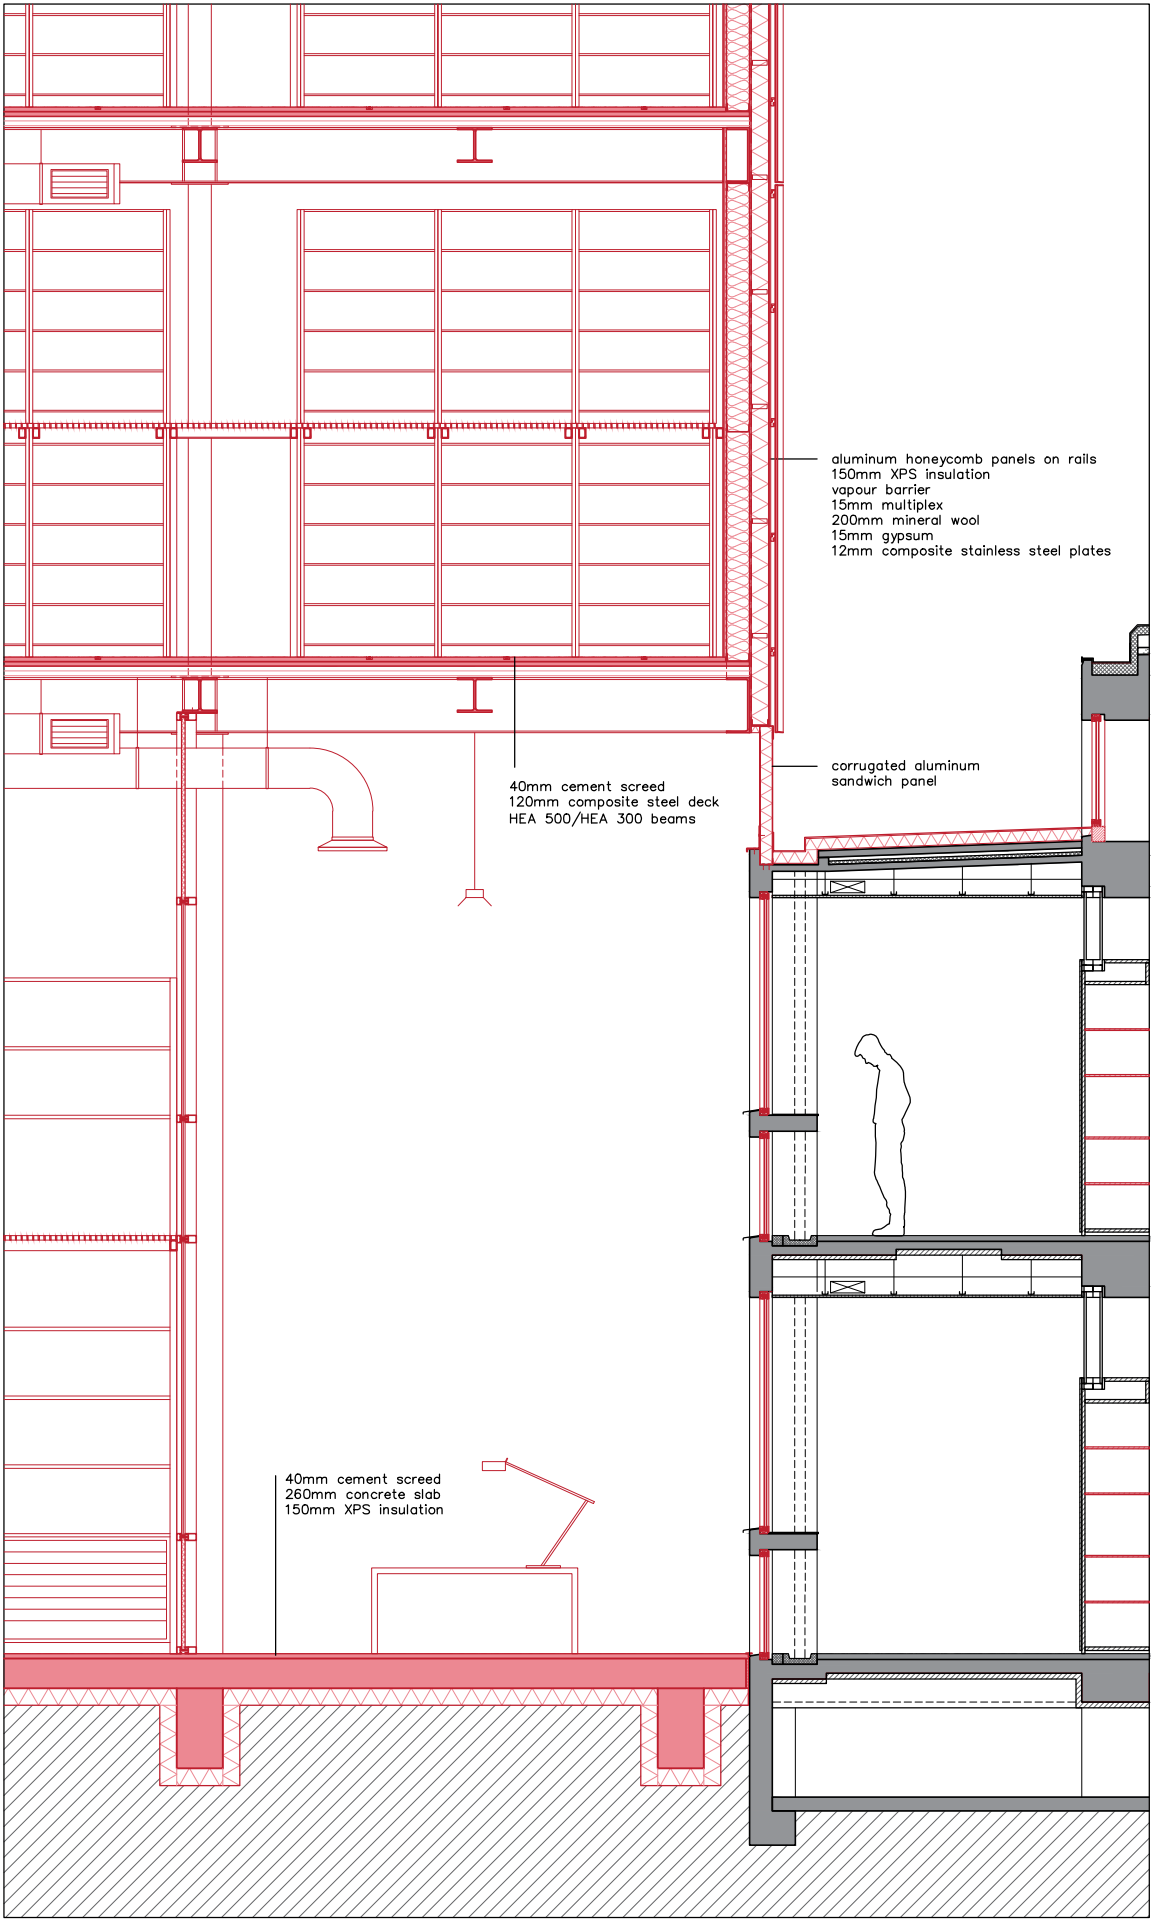 aluminum honeycomb panels on rails
150mm XPS insulation
vapour barrier
15mm multiplex
200mm mineral wool
15mm gypsum
12mm composite stainless steel plates
corrugated aluminum
sandwich panel
40mm cement screed
120mm composite steel deck
HEA 500/HEA 300 beams
40mm cement screed
260mm concrete slab
150mm XPS insulation